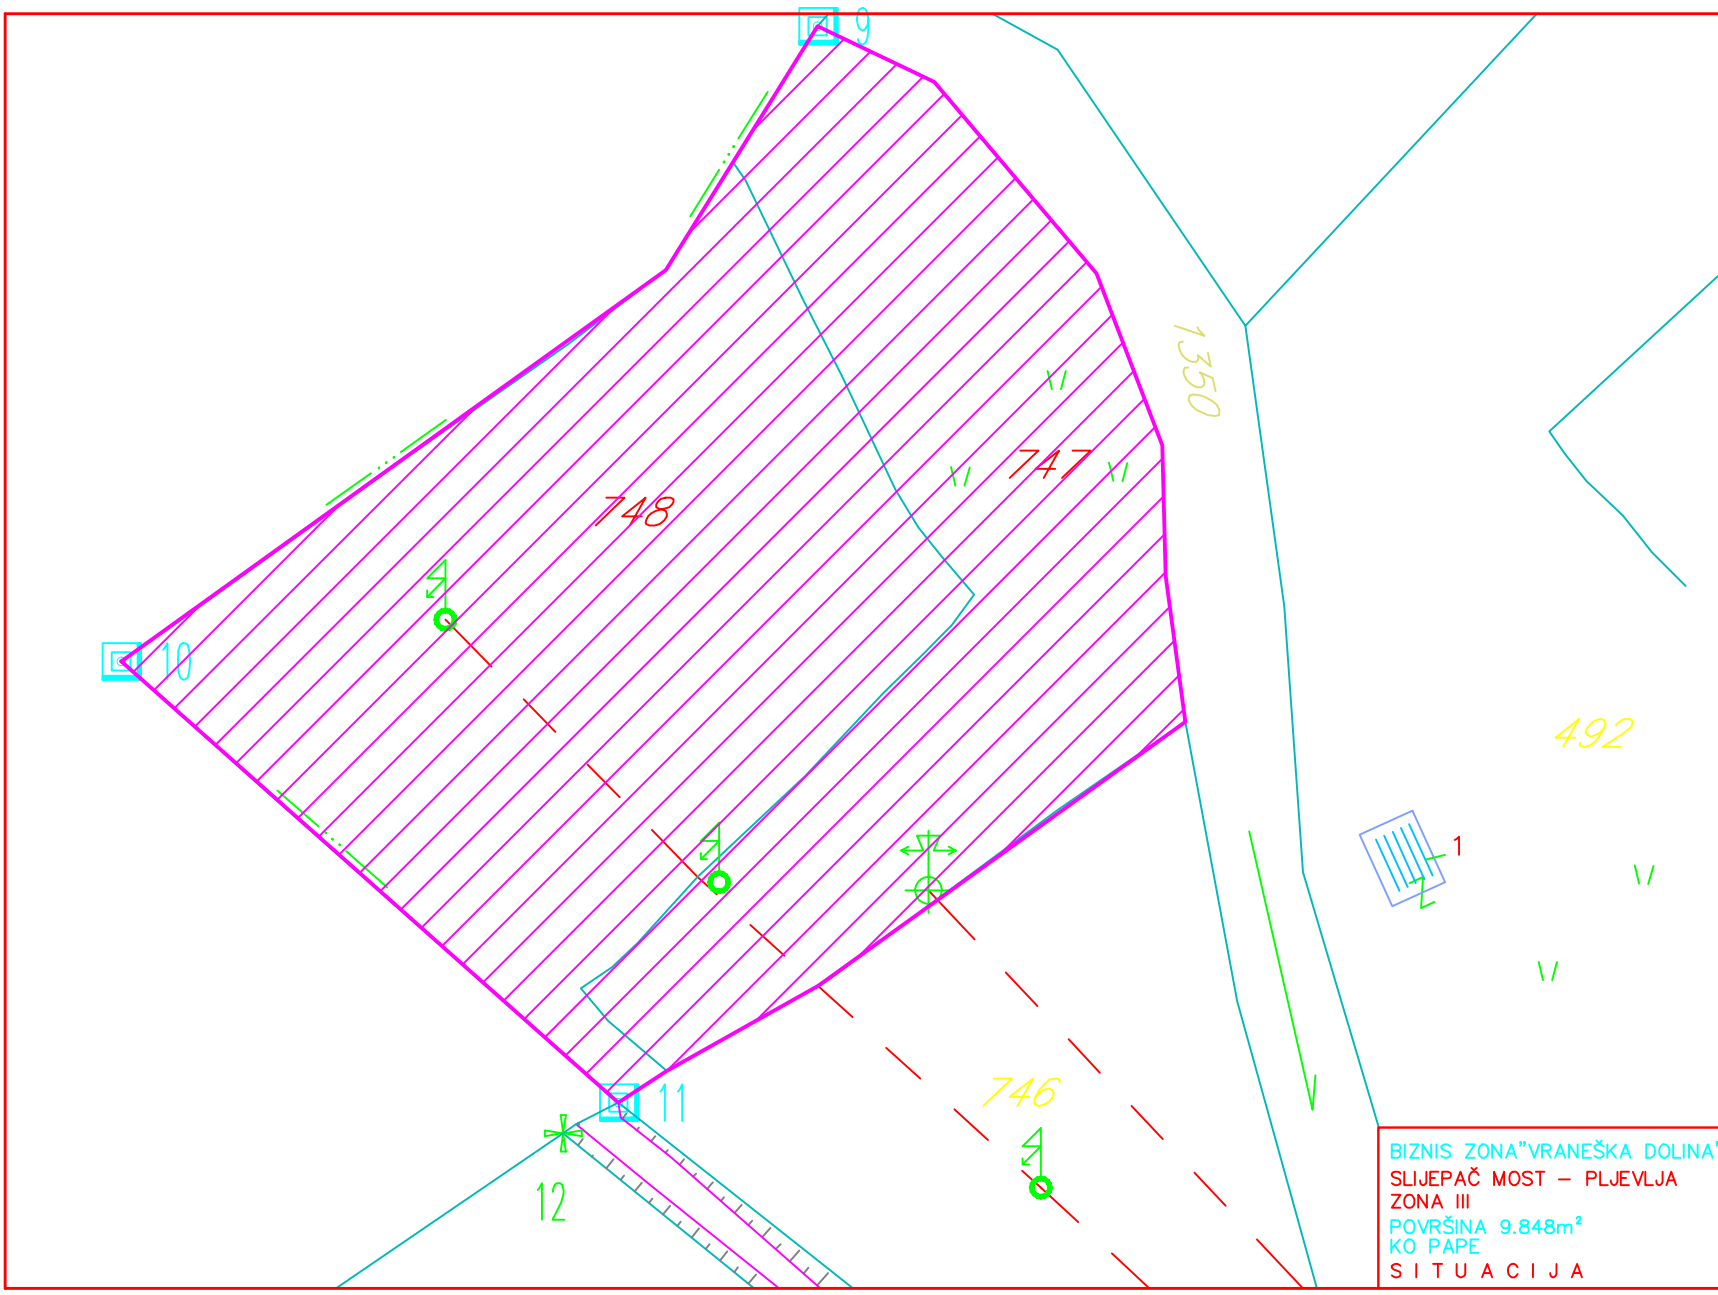 9
1350
747
748
10
492
1
746
11
12
BIZNIS ZONA"VRANEŠKA DOLINA"
SLIJEPAČ MOST – PLJEVLJA
ZONA III
POVRŠINA 9.848m²
KO PAPE
S I T U A C I J A